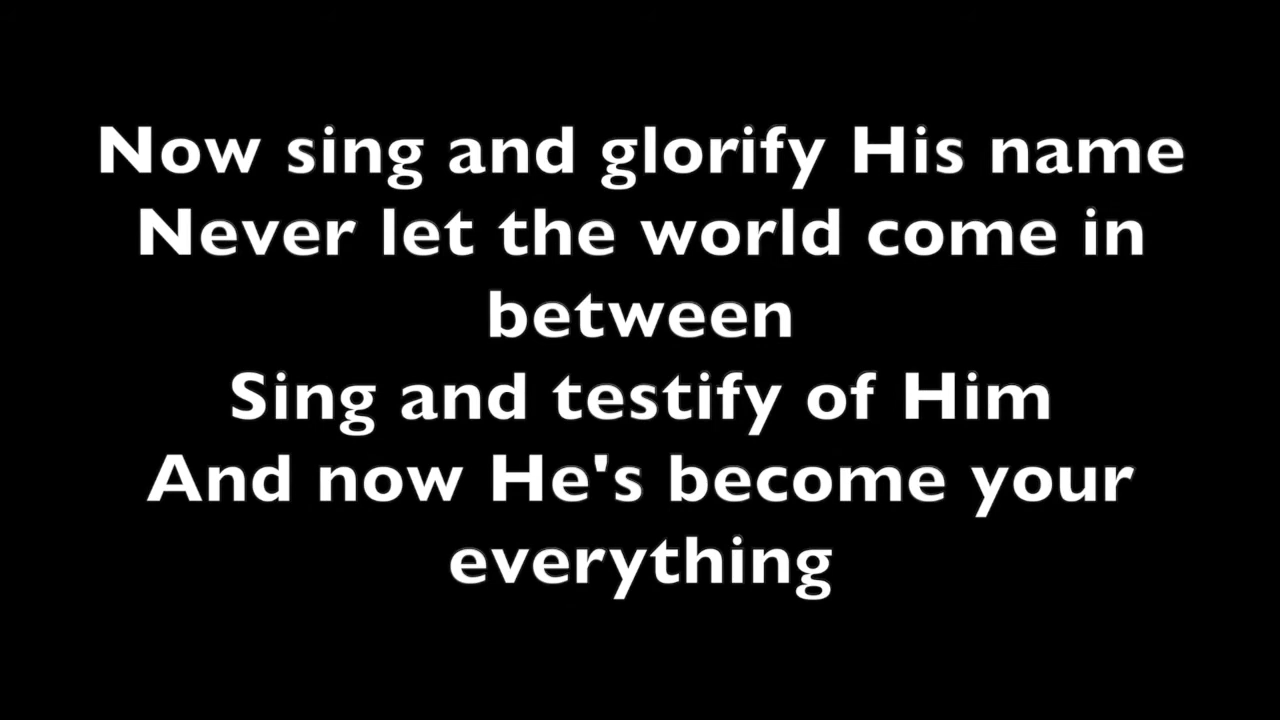 Now sing and glorify His name
Never let the world come in
between
Sing and testify of Him
And now He's become your
everything